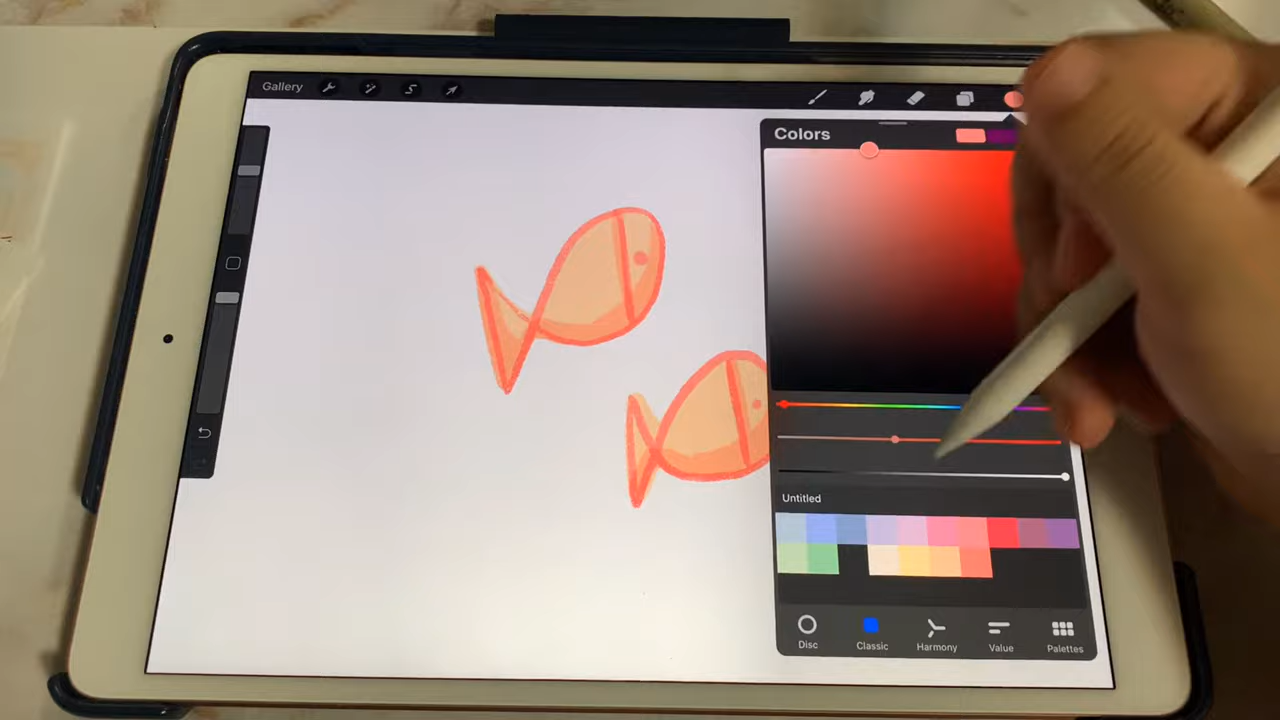 Gallery
Colors
Untitled
Disc
Classic
Harmony
Value
Palettes